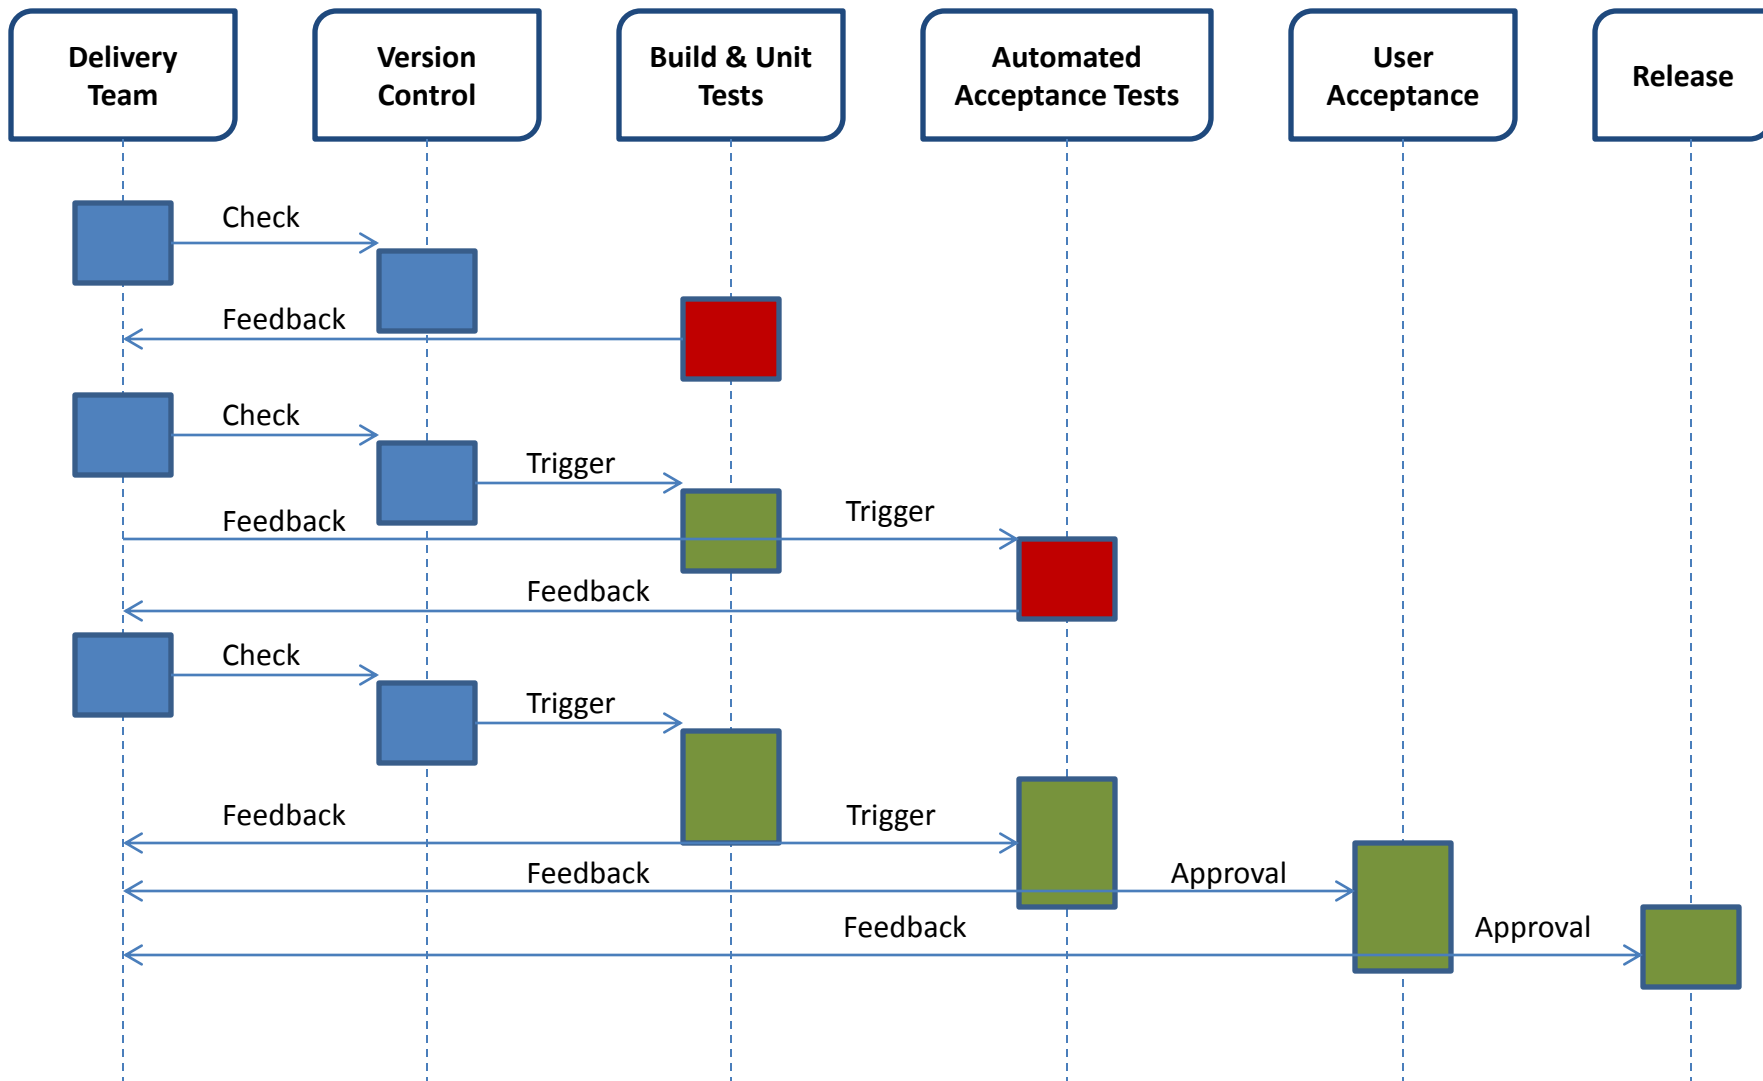 Delivery
Team
Version
Control
Build & Unit
Tests
Automated
Acceptance Tests
User
Acceptance
Release
Check
Feedback
Check
Trigger
Feedback
Trigger
Feedback
Check
Trigger
Feedback
Trigger
Feedback
Approval
Feedback
Approval